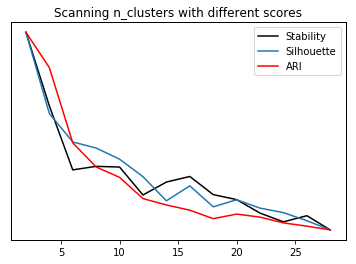 Scanning n_clusters with different scores
Stability
Silhouette
ARI
5 10 15 20 25